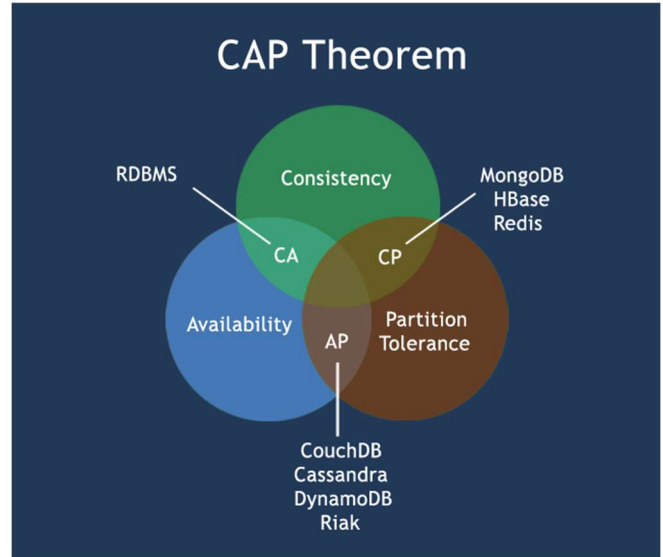 CAP Theorem
Consistency
RDBMS
MongoDB
HBase
Redis
CA
CP
Availability
Partition
Tolerance
AP
CouchDB
Cassandra
DynamoDB
Riak